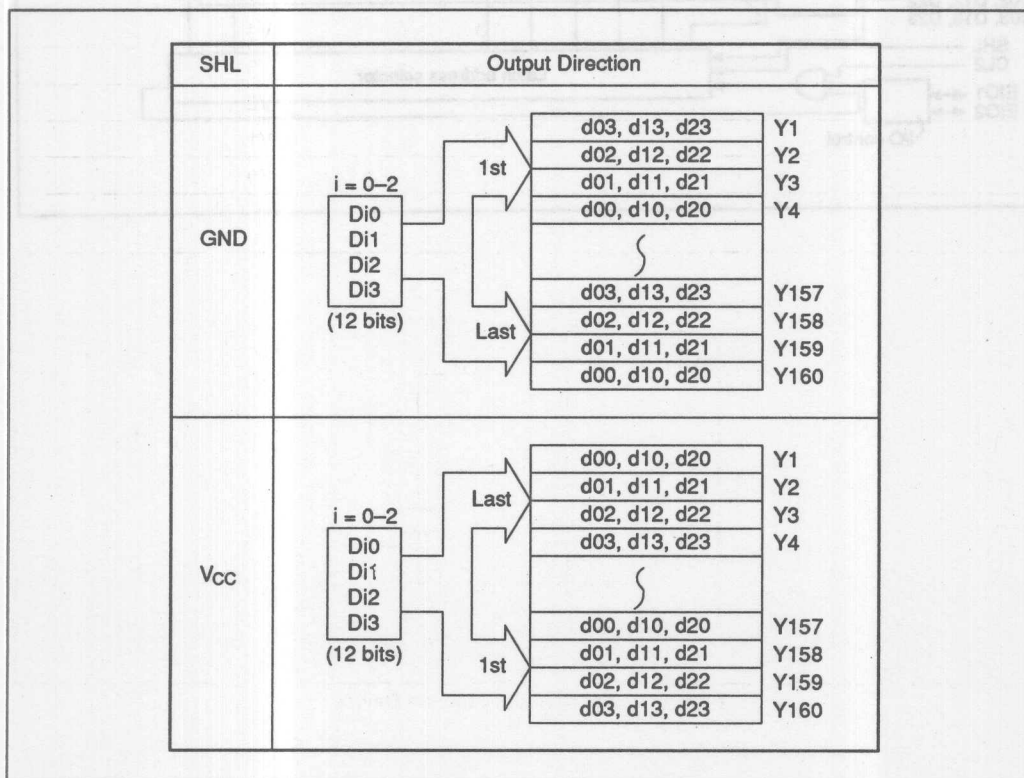 SHL Output Direction
GND
i = 0–2
Di0
Di1
Di2
Di3
(12 bits)
1st
Last
d03, d13, d23 Y1
d02, d12, d22 Y2
d01, d11, d21 Y3
d00, d10, d20 Y4
d03, d13, d23 Y157
d02, d12, d22 Y158
d01, d11, d21 Y159
d00, d10, d20 Y160
VCC
i = 0–2
Di0
Di1
Di2
Di3
(12 bits)
Last
1st
d00, d10, d20 Y1
d01, d11, d21 Y2
d02, d12, d22 Y3
d03, d13, d23 Y4
d00, d10, d20 Y157
d01, d11, d21 Y158
d02, d12, d22 Y159
d03, d13, d23 Y160